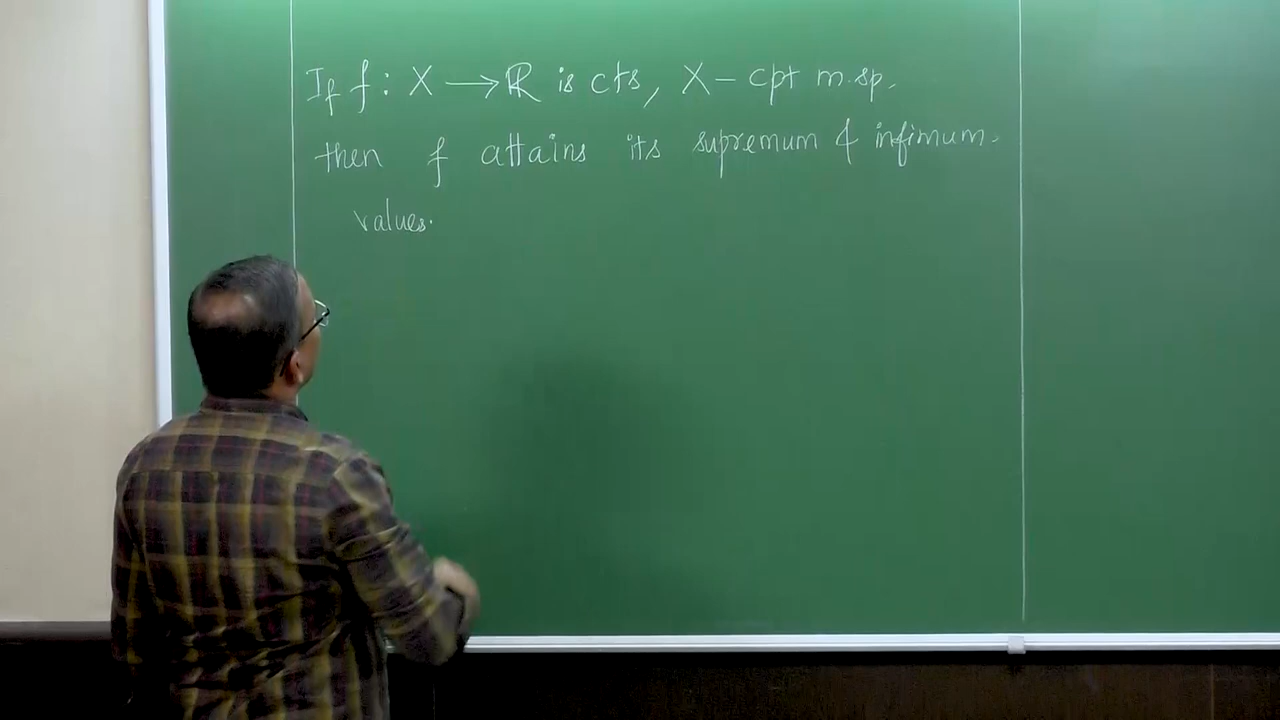 If f : X → ℝ is cts, X – cpt m.sp.
then f attains its supremum & infimum.
values.